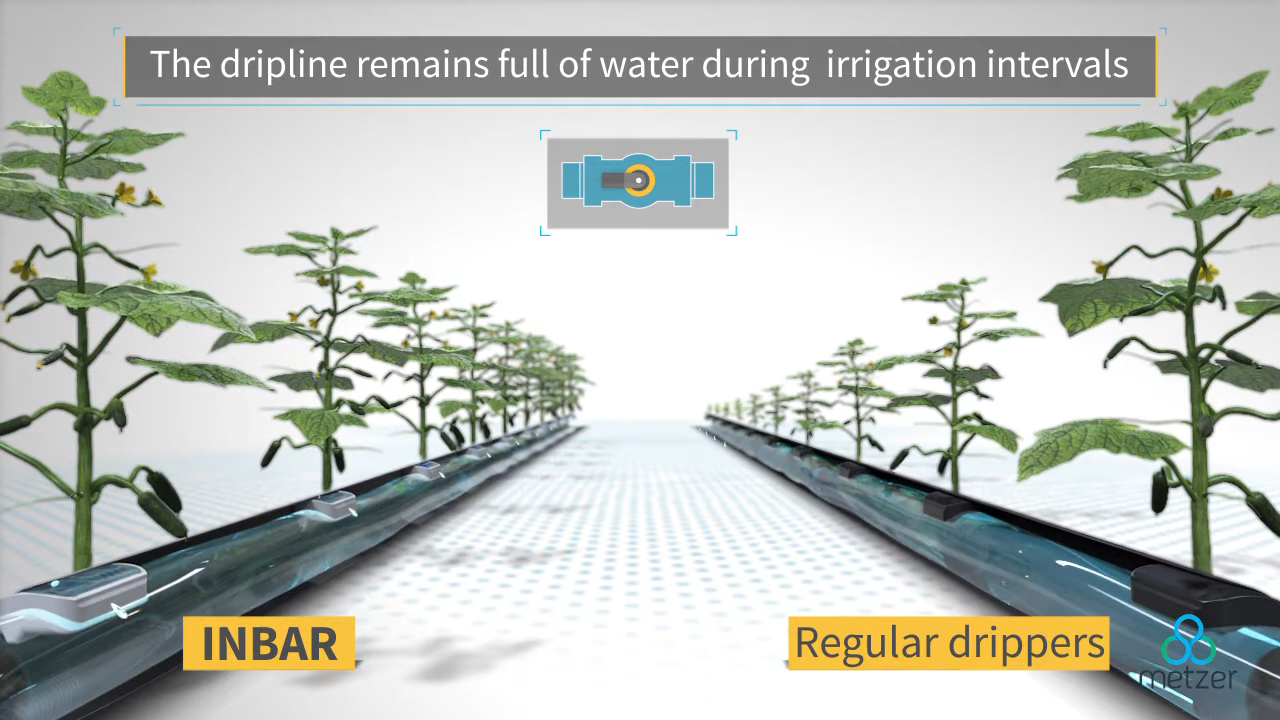 The dripline remains full of water during  irrigation intervals
INBAR
Regular drippers
metzer